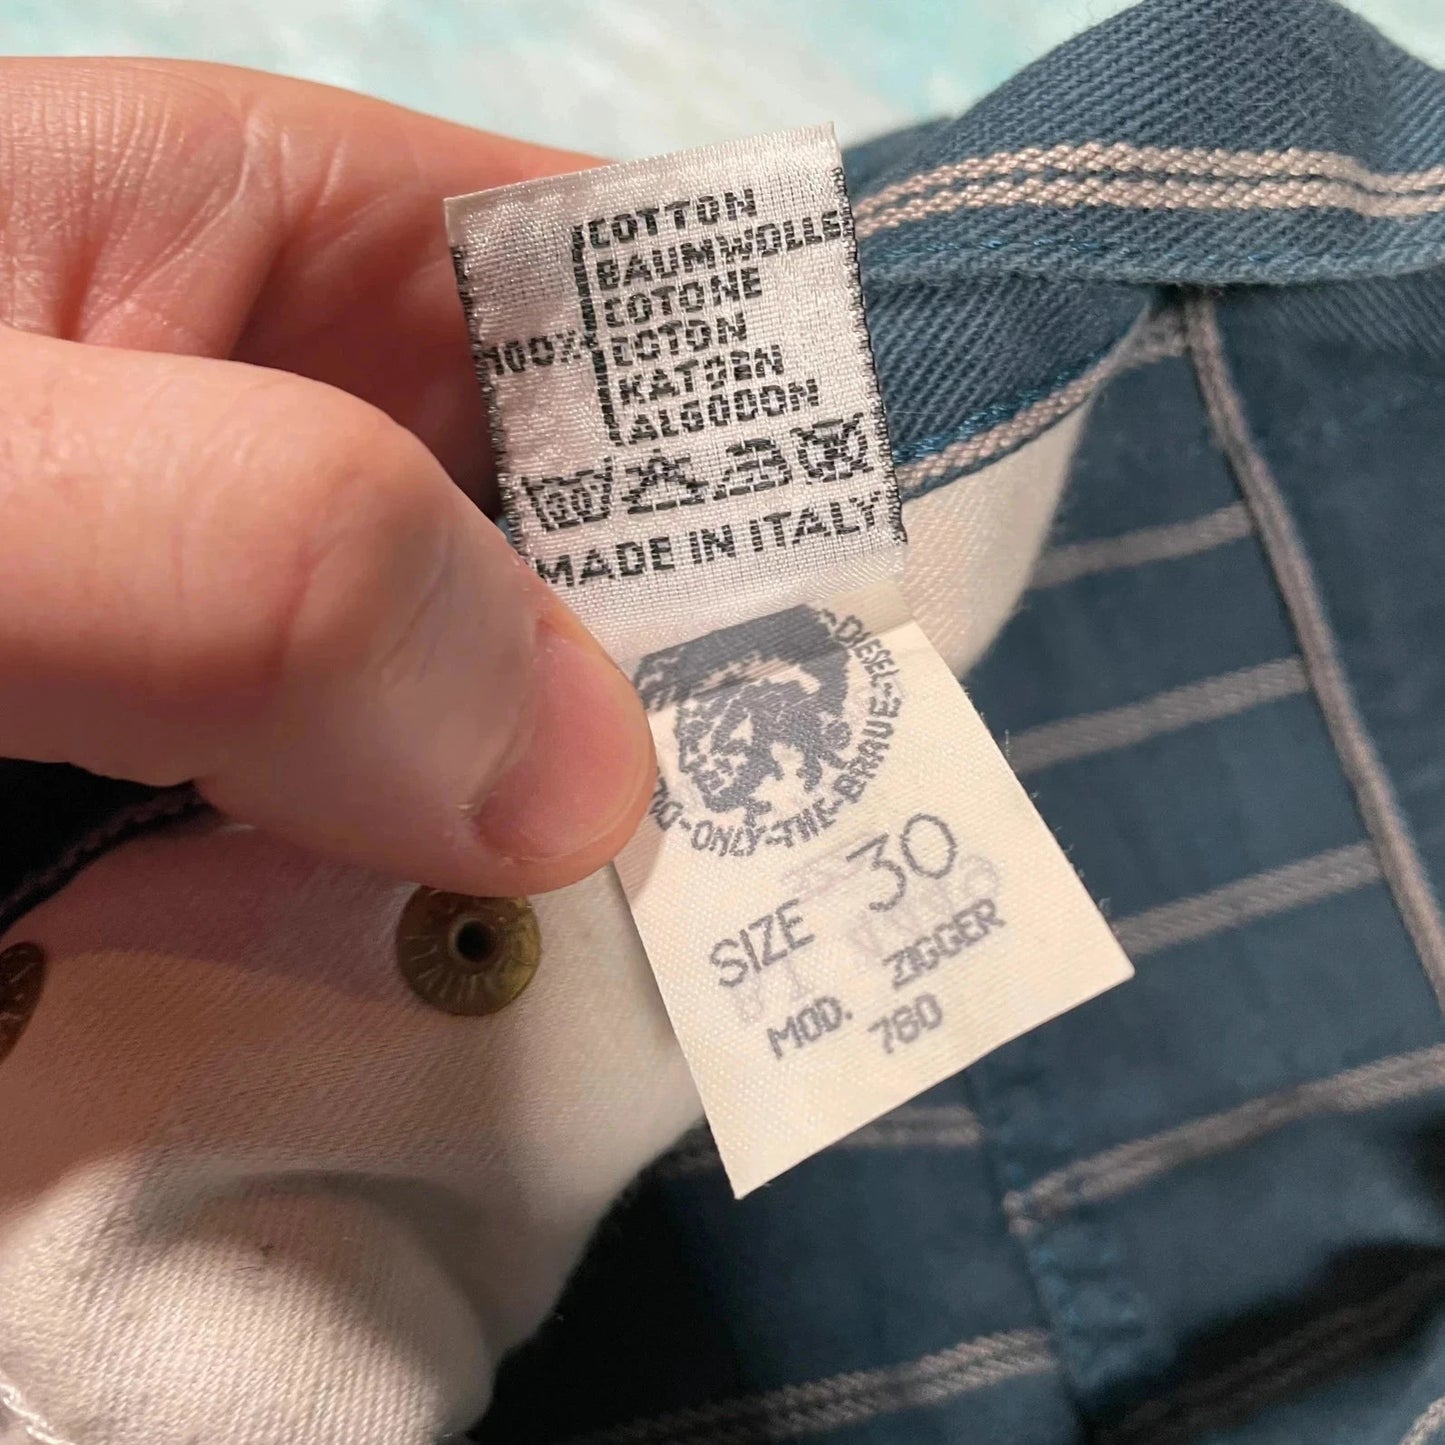 100%
COTTON
BAUMWOLLE
COTONE
COTON
KATOEN
ALGODON
30
MADE IN ITALY
DIESEL
ONLY-THE-BRAVE
SIZE 30
MOD. ZIGGER
780